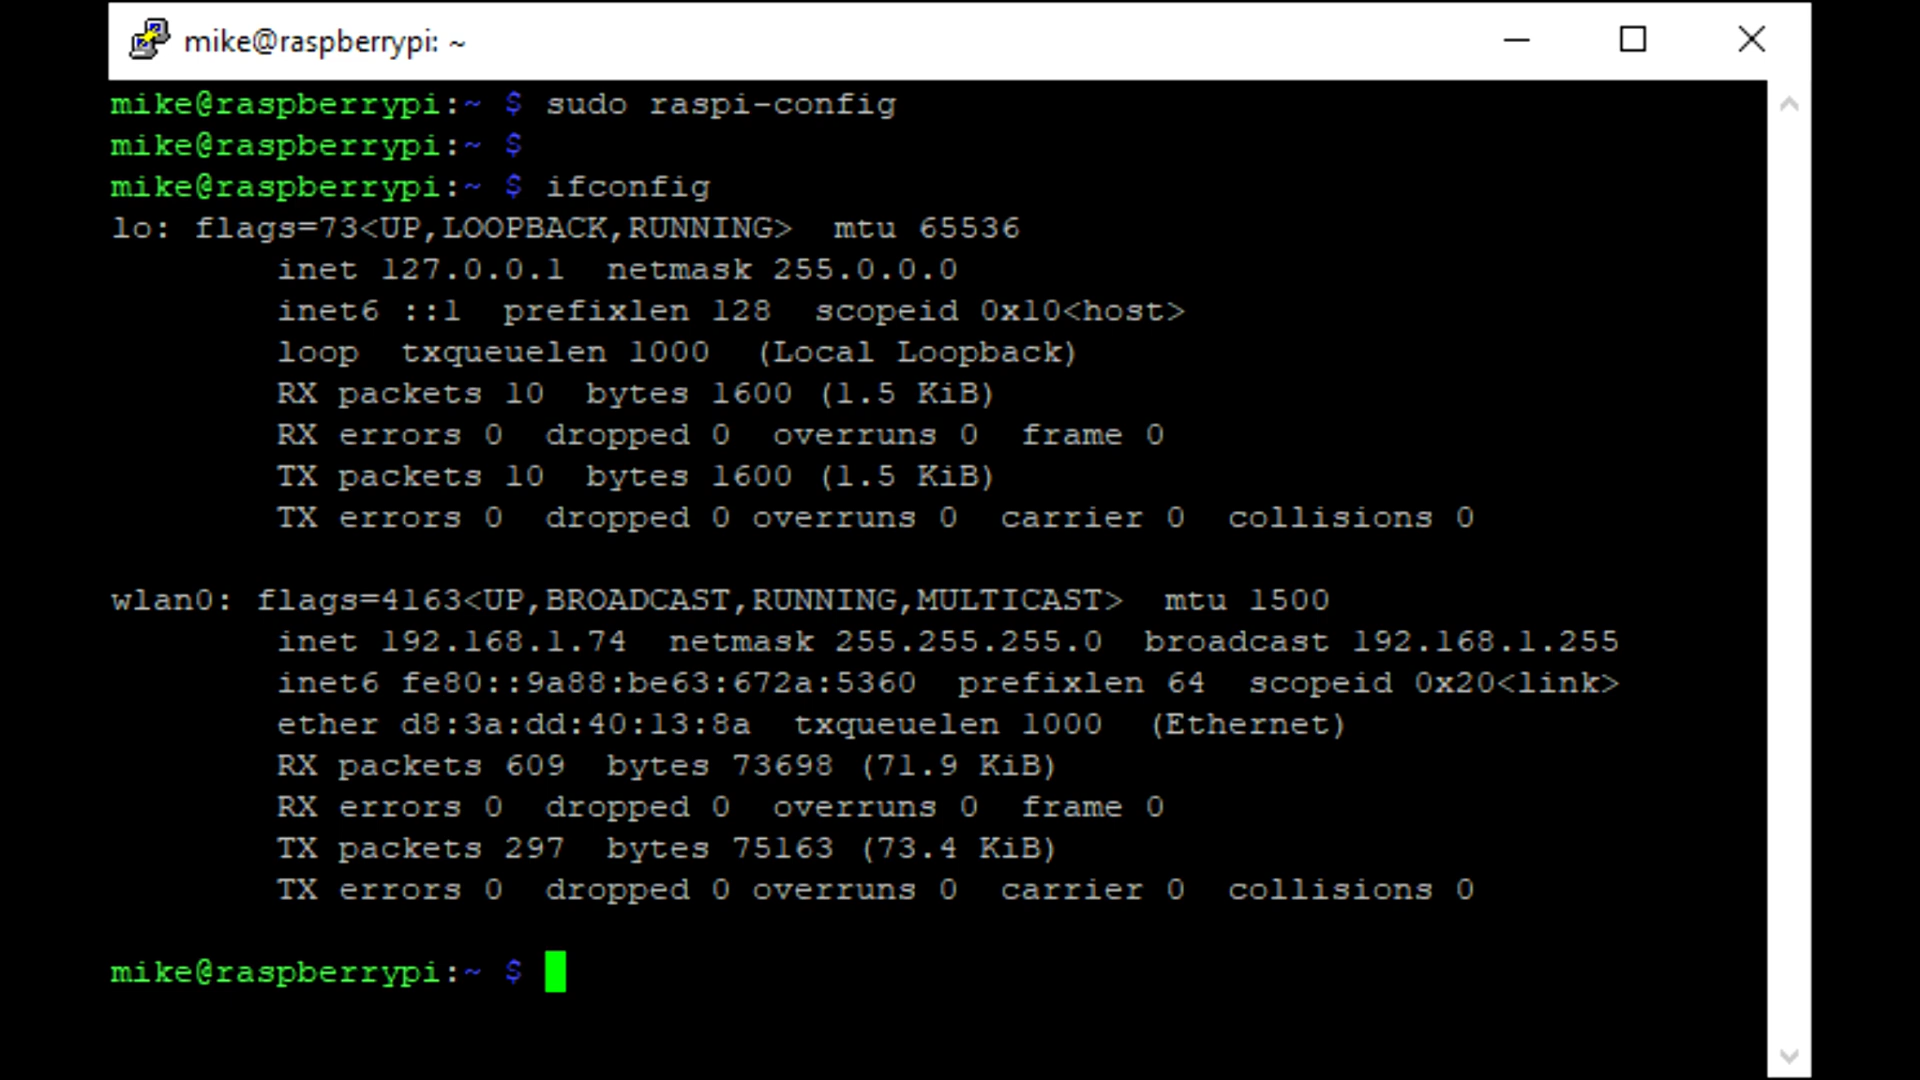 mike@raspberrypi: ~
mike@raspberrypi:~ $ sudo raspi-config
mike@raspberrypi:~ $
mike@raspberrypi:~ $ ifconfig
lo: flags=73<UP,LOOPBACK,RUNNING>  mtu 65536
        inet 127.0.0.1  netmask 255.0.0.0
        inet6 ::1  prefixlen 128  scopeid 0x10<host>
        loop  txqueuelen 1000  (Local Loopback)
        RX packets 10  bytes 1600 (1.5 KiB)
        RX errors 0  dropped 0  overruns 0  frame 0
        TX packets 10  bytes 1600 (1.5 KiB)
        TX errors 0  dropped 0 overruns 0  carrier 0  collisions 0

wlan0: flags=4163<UP,BROADCAST,RUNNING,MULTICAST>  mtu 1500
        inet 192.168.1.74  netmask 255.255.255.0  broadcast 192.168.1.255
        inet6 fe80::9a88:be63:672a:5360  prefixlen 64  scopeid 0x20<link>
        ether d8:3a:dd:40:13:8a  txqueuelen 1000  (Ethernet)
        RX packets 609  bytes 73698 (71.9 KiB)
        RX errors 0  dropped 0  overruns 0  frame 0
        TX packets 297  bytes 75163 (73.4 KiB)
        TX errors 0  dropped 0 overruns 0  carrier 0  collisions 0

mike@raspberrypi:~ $